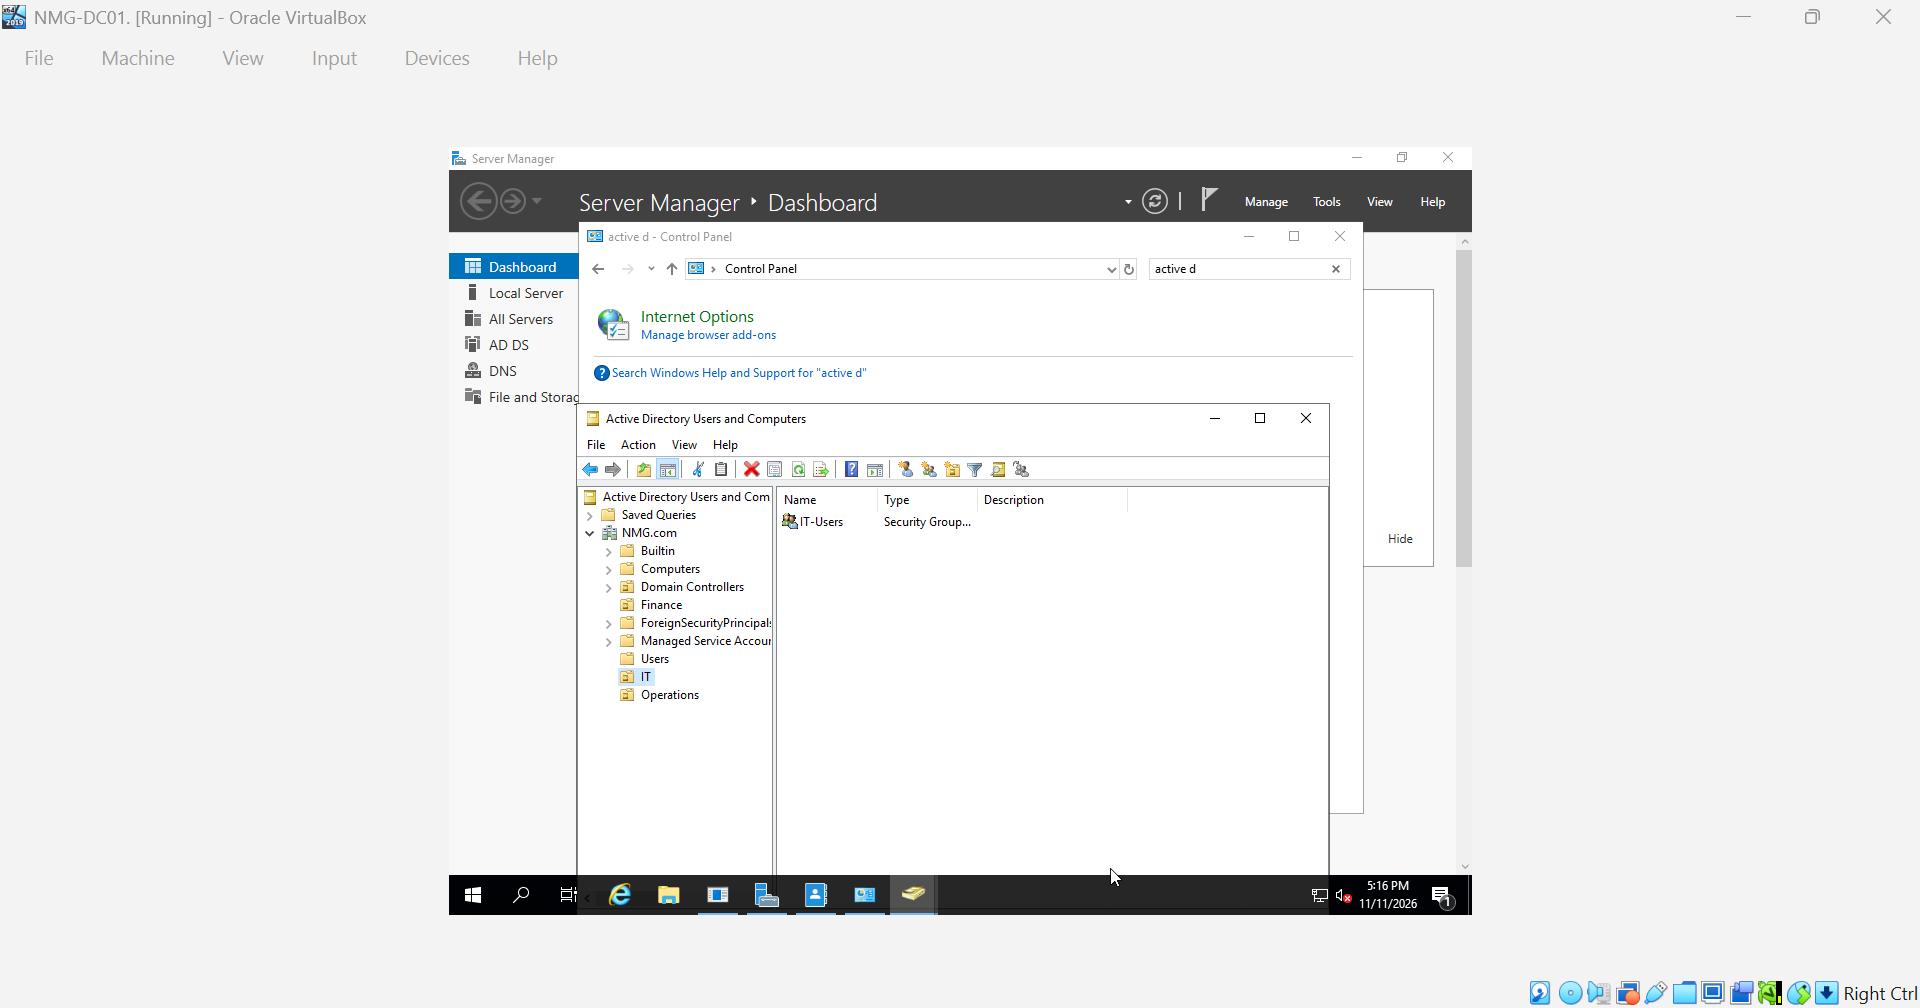 NMG-DC01. [Running] - Oracle VirtualBox
File Machine View Input Devices Help
Server Manager
Server Manager Dashboard
Manage Tools View Help
active d - Control Panel
Control Panel
active d
Dashboard
Local Server
All Servers
AD DS
DNS
File and Storag
Internet Options
Manage browser add-ons
Search Windows Help and Support for "active d"
Hide
Active Directory Users and Computers
File Action View Help
Active Directory Users and Com
Saved Queries
NMG.com
Builtin
Computers
Domain Controllers
Finance
ForeignSecurityPrincipals
Managed Service Accour
Users
IT
Operations
Name Type Description
IT-Users Security Group...
5:16 PM
11/11/2026
1
Right Ctrl